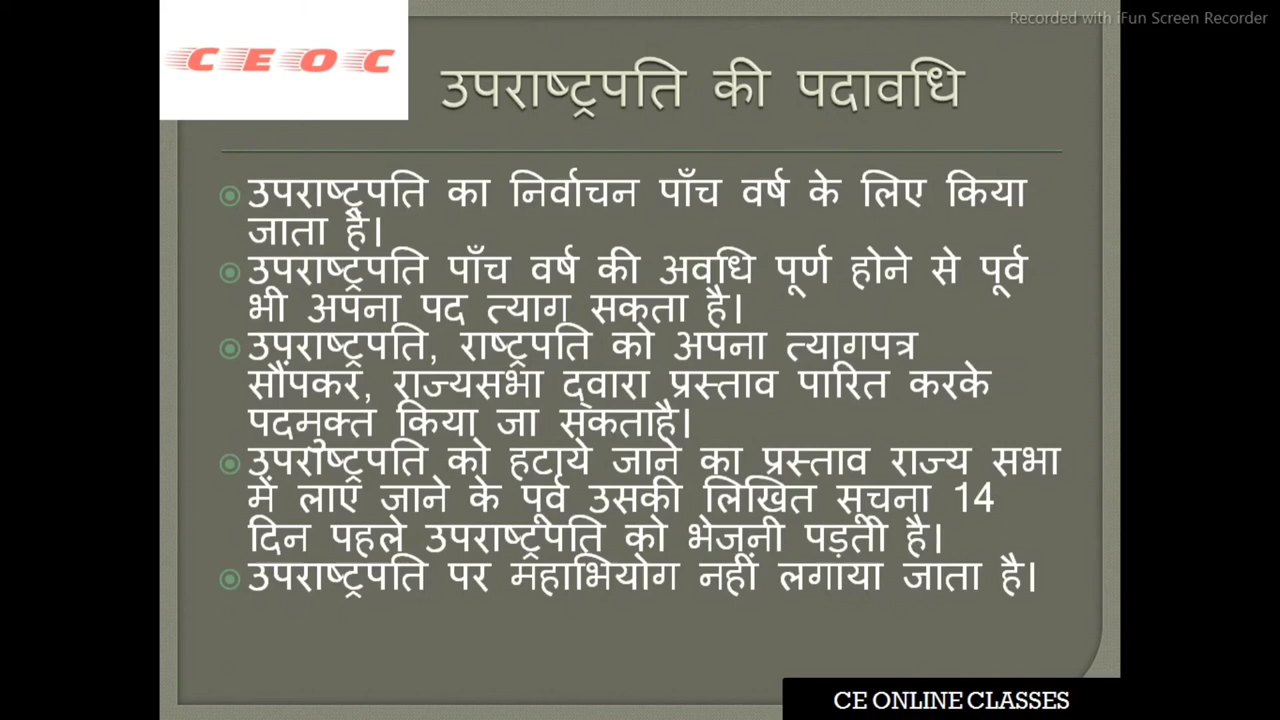 Recorded with iFun Screen Recorder
CEOC
उपराष्ट्रपति की पदावधि
उपराष्ट्रपति का निर्वाचन पाँच वर्ष के लिए किया
जाता है।
उपराष्ट्रपति पाँच वर्ष की अवधि पूर्ण होने से पूर्व
भी अपना पद त्याग सकता है।
उपराष्ट्रपति, राष्ट्रपति को अपना त्यागपत्र
सौंपकर, राज्यसभा द्वारा प्रस्ताव पारित करके
पदमुक्त किया जा सकताहै।
उपराष्ट्रपति को हटाये जाने का प्रस्ताव राज्य सभा
में लाए जाने के पूर्व उसकी लिखित सूचना 14
दिन पहले उपराष्ट्रपति को भेजनी पड़ती है।
उपराष्ट्रपति पर महाभियोग नहीं लगाया जाता है।
CE ONLINE CLASSES